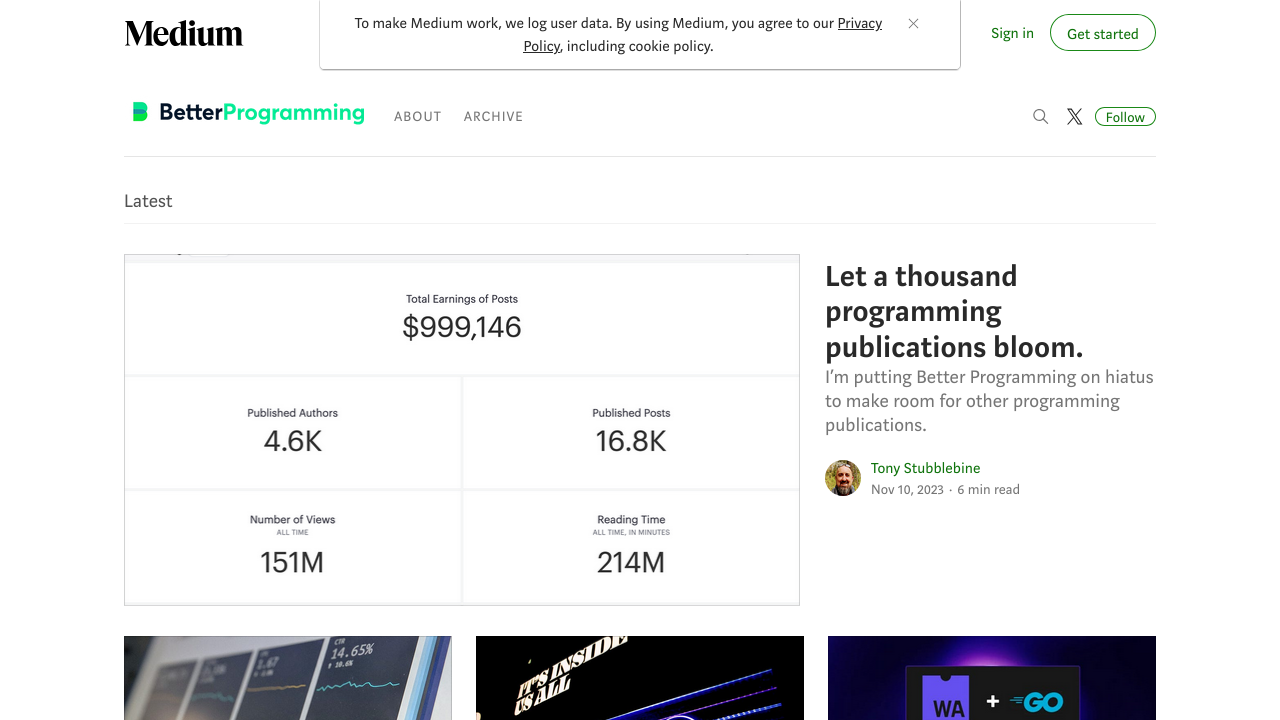 Medium
To make Medium work, we log user data. By using Medium, you agree to our Privacy
Policy, including cookie policy.
Sign in
Get started
BetterProgramming
ABOUT
ARCHIVE
Follow
Latest
Total Earnings of Posts
$999,146
Published Authors
4.6K
Published Posts
16.8K
Number of Views
ALL TIME
151M
Reading Time
ALL TIME, IN MINUTES
214M
Let a thousand
programming
publications bloom.
I’m putting Better Programming on hiatus
to make room for other programming
publications.
Tony Stubblebine
Nov 10, 2023 · 6 min read
CTR
14.65%
IT'S INSIDE
US ALL
WA + GO